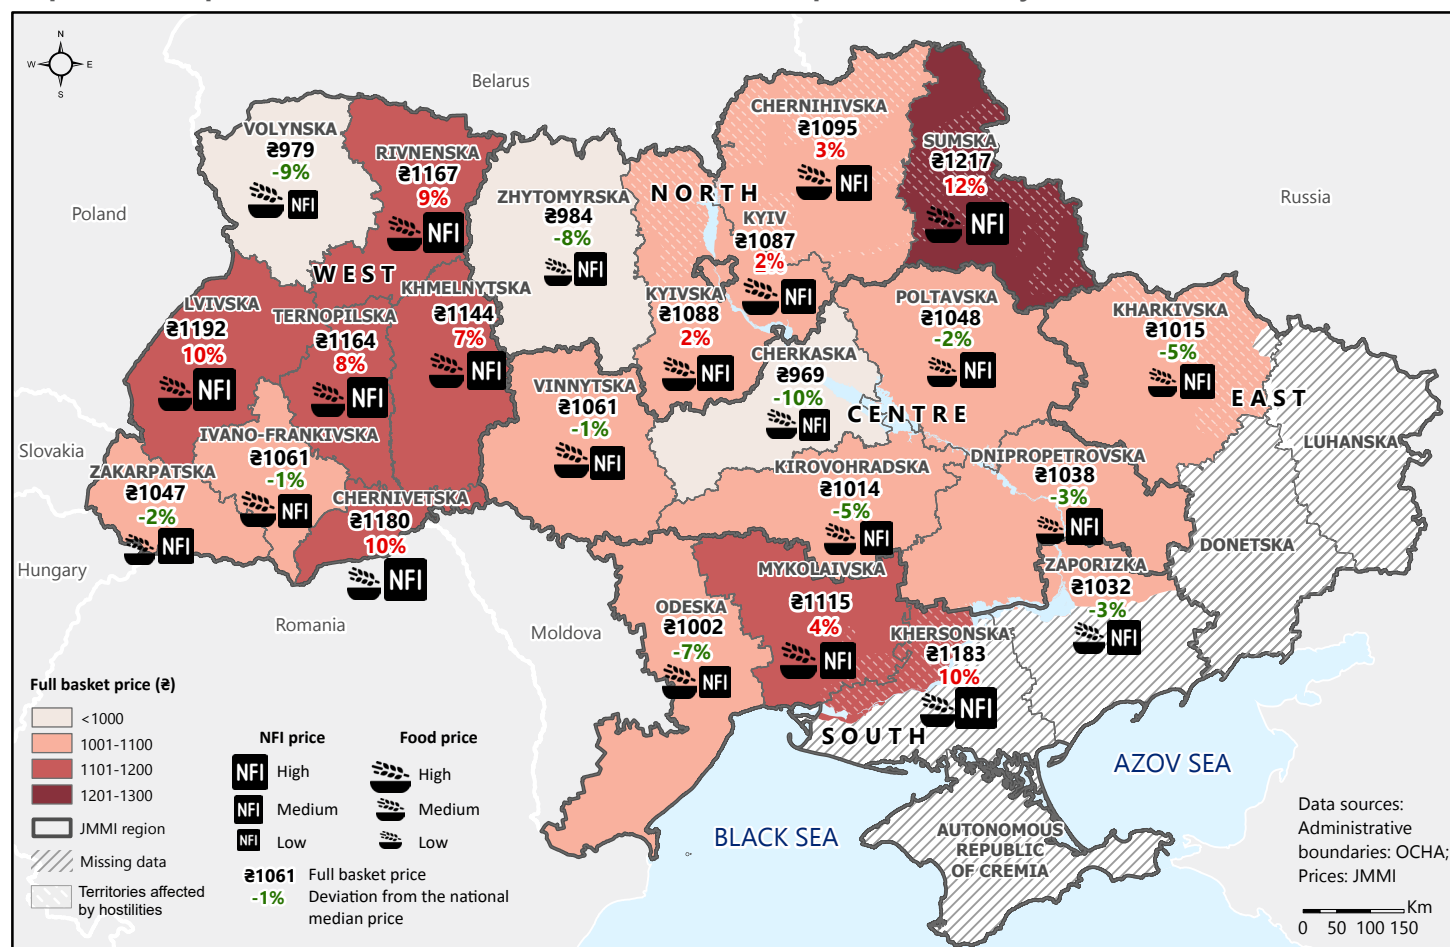 N
W E
S
Belarus
Poland
Russia
Slovakia
Hungary
Romania
Moldova
VOLYNSKA
₴979
-9%
NFI
RIVNENSKA
₴1167
9%
NFI
ZHYTOMYRSKA
₴984
-8%
NFI
NORTH
CHERNIHIVSKA
₴1095
3%
NFI
SUMSKA
₴1217
12%
NFI
KYIV
₴1087
2%
NFI
WEST
LVIVSKA
₴1192
10%
NFI
TERNOPILSKA
₴1164
8%
NFI
KHMELNYTSKA
₴1144
7%
NFI
KYIVSKA
₴1088
2%
NFI
POLTAVSKA
₴1048
-2%
NFI
KHARKIVSKA
₴1015
-5%
NFI
CHERKASKA
₴969
-10%
NFI
CENTRE
EAST
VINNYTSKA
₴1061
-1%
NFI
IVANO-FRANKIVSKA
₴1061
-1%
NFI
ZAKARPATSKA
₴1047
-2%
NFI
CHERNIVETSKA
₴1180
10%
NFI
KIROVOHRADSKA
₴1014
-5%
NFI
DNIPROPETROVSKA
₴1038
-3%
NFI
LUHANSKA
DONETSKA
ZAPORIZKA
₴1032
-3%
NFI
MYKOLAIVSKA
₴1115
4%
NFI
ODESKA
₴1002
-7%
NFI
KHERSONSKA
₴1183
10%
NFI
SOUTH
AZOV SEA
BLACK SEA
AUTONOMOUS
REPUBLIC
OF CREMIA
Full basket price (₴)
<1000
1001-1100
1101-1200
1201-1300
JMMI region
Missing data
Territories affected
by hostilities
NFI price
NFI High
NFI Medium
NFI Low
Food price
High
Medium
Low
₴1061 Full basket price
-1% Deviation from the national
median price
Data sources:
Administrative
boundaries: OCHA;
Prices: JMMI
Km
0 50 100 150